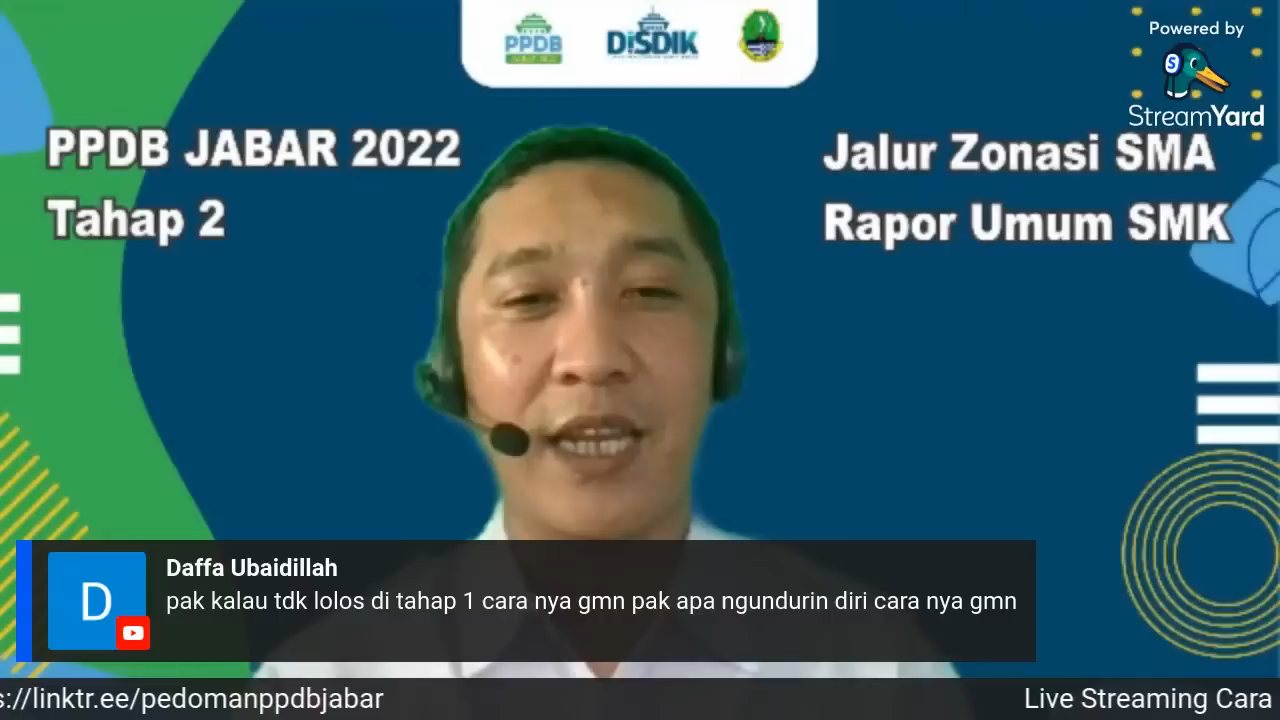 PPDB
DISDIK
Powered by
StreamYard
PPDB JABAR 2022
Tahap 2
Jalur Zonasi SMA
Rapor Umum SMK
D
Daffa Ubaidillah
pak kalau tdk lolos di tahap 1 cara nya gmn pak apa ngundurin diri cara nya gmn
s://linktr.ee/pedomanppdbjabar
Live Streaming Cara